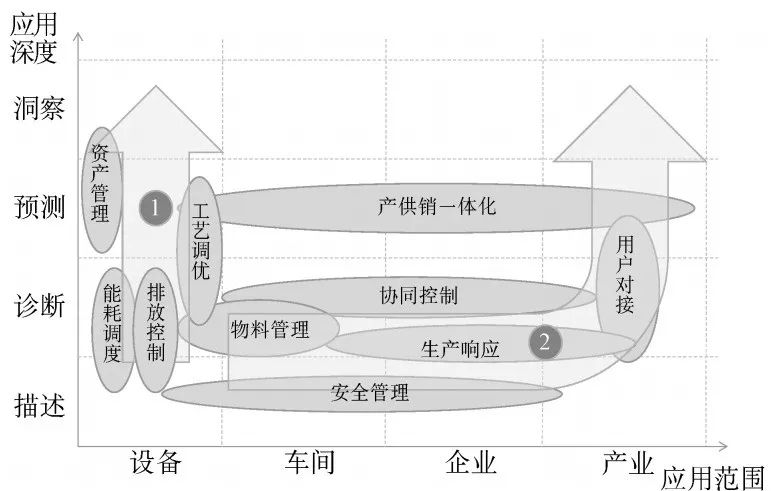 应用
深度
洞察
预测
诊断
描述
资产管理
1
工艺调优
产供销一体化
用户对接
能耗调度
排放控制
协同控制
物料管理
生产响应
2
安全管理
设备
车间
企业
产业
应用范围